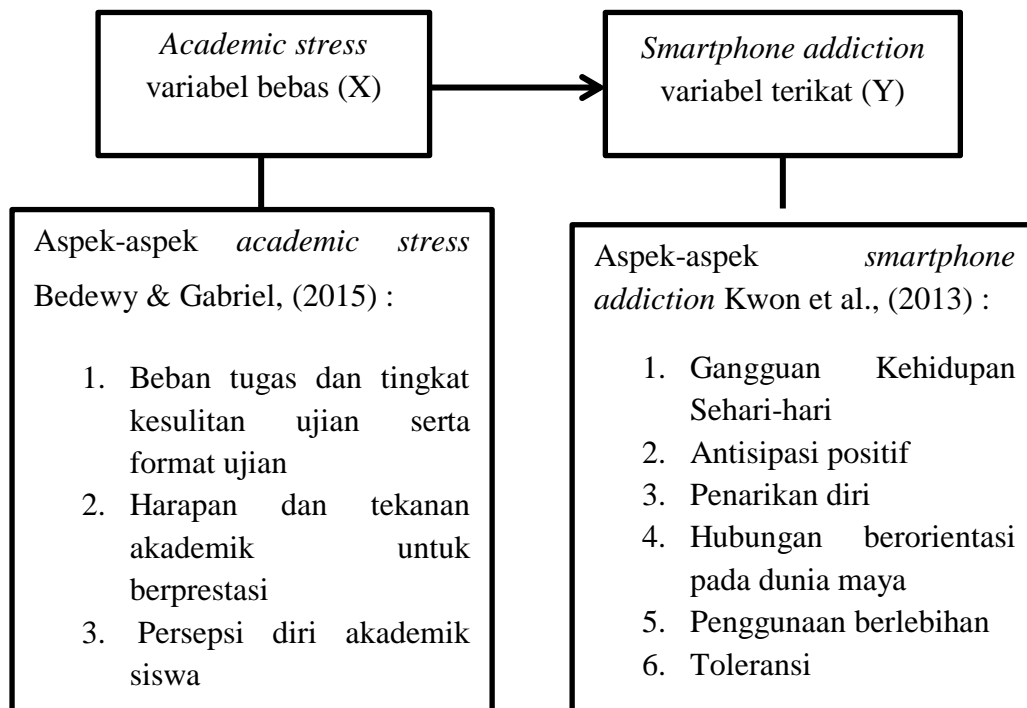 Academic stress
variabel bebas (X)
Smartphone addiction
variabel terikat (Y)
Aspek-aspek academic stress
Bedewy & Gabriel, (2015) :
1. Beban tugas dan tingkat
kesulitan ujian serta
format ujian
2. Harapan dan tekanan
akademik untuk
berprestasi
3. Persepsi diri akademik
siswa
Aspek-aspek smartphone
addiction Kwon et al., (2013) :
1. Gangguan Kehidupan
Sehari-hari
2. Antisipasi positif
3. Penarikan diri
4. Hubungan berorientasi
pada dunia maya
5. Penggunaan berlebihan
6. Toleransi